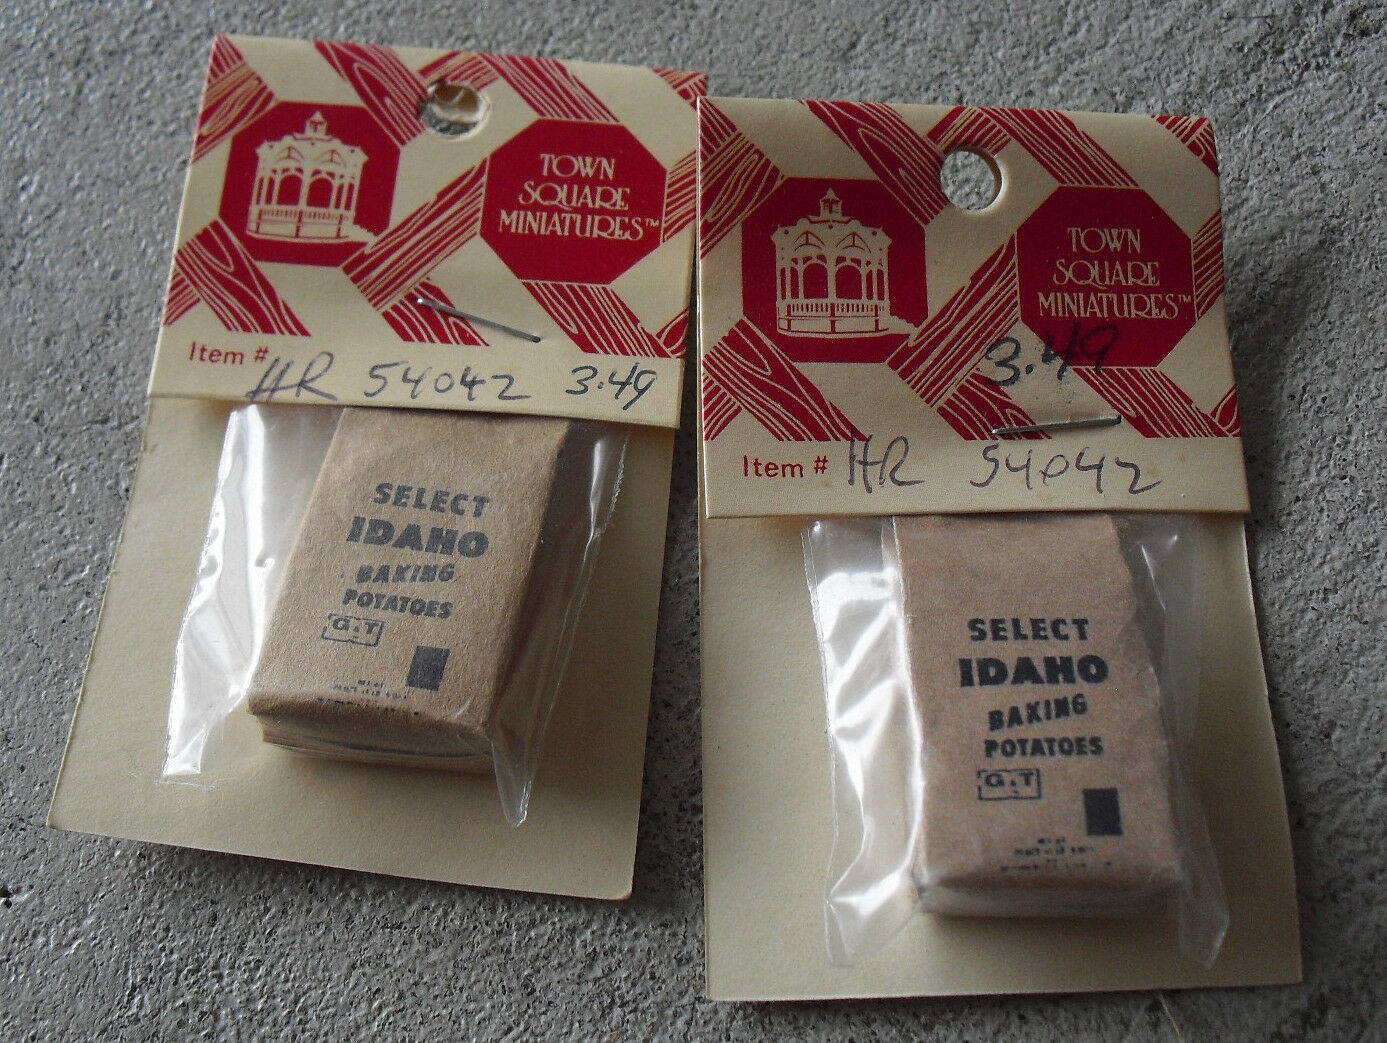 TOWN
SQUARE
MINIATURES™
Item # HR 54042 3.49
SELECT
IDAHO
BAKING
POTATOES
G.T
TOWN
SQUARE
MINIATURES™
3.49
Item # HR 54042
SELECT
IDAHO
BAKING
POTATOES
G.T